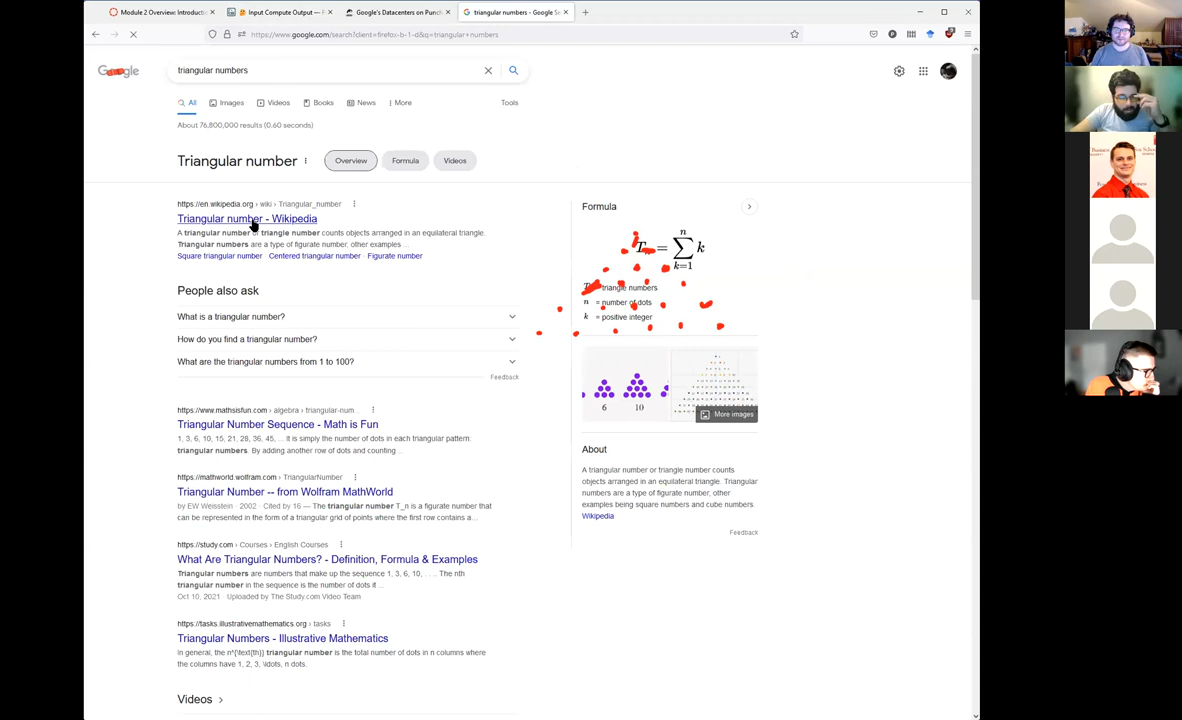 Module 2 Overview: Introducti
Input Compute Output —
Google's Datacenters on Punch
triangular numbers - Google Se
https://www.google.com/search?client=firefox-b-1-d&q=triangular+numbers
Google
triangular numbers
All
Images
Videos
Books
News
More
Tools
About 76,800,000 results (0.60 seconds)
Triangular number
Overview
Formula
Videos
https://en.wikipedia.org › wiki › Triangular_number
Triangular number - Wikipedia
A triangular number or triangle number counts objects arranged in an equilateral triangle.
Triangular numbers are a type of figurate number, other examples ...
Square triangular number Centered triangular number Figurate number
People also ask
What is a triangular number?
How do you find a triangular number?
What are the triangular numbers from 1 to 100?
Feedback
https://www.mathsisfun.com › algebra › triangular-num...
Triangular Number Sequence - Math is Fun
1, 3, 6, 10, 15, 21, 28, 36, 45, ... It is simply the number of dots in each triangular pattern:
triangular numbers. By adding another row of dots and counting ...
https://mathworld.wolfram.com › TriangularNumber
Triangular Number -- from Wolfram MathWorld
by EW Weisstein · 2002 · Cited by 16 — The triangular number T_n is a figurate number that
can be represented in the form of a triangular grid of points where the first row contains a...
https://study.com › Courses › English Courses
What Are Triangular Numbers? - Definition, Formula & Examples
Triangular numbers are numbers that make up the sequence 1, 3, 6, 10, . . . . The nth
triangular number in the sequence is the number of dots it ...
Oct 10, 2021 · Uploaded by The Study.com Video Team
https://tasks.illustrativemathematics.org › tasks
Triangular Numbers - Illustrative Mathematics
In general, the n^{\text{th}} triangular number is the total number of dots in n columns where
the columns have 1, 2, 3, \ldots, n dots.
Videos
Formula
n
T = ∑ k
k=1
triangle numbers
n = number of dots
k = positive integer
6
10
More images
About
A triangular number or triangle number counts
objects arranged in an equilateral triangle. Triangular
numbers are a type of figurate number, other
examples being square numbers and cube numbers
Wikipedia
Feedback